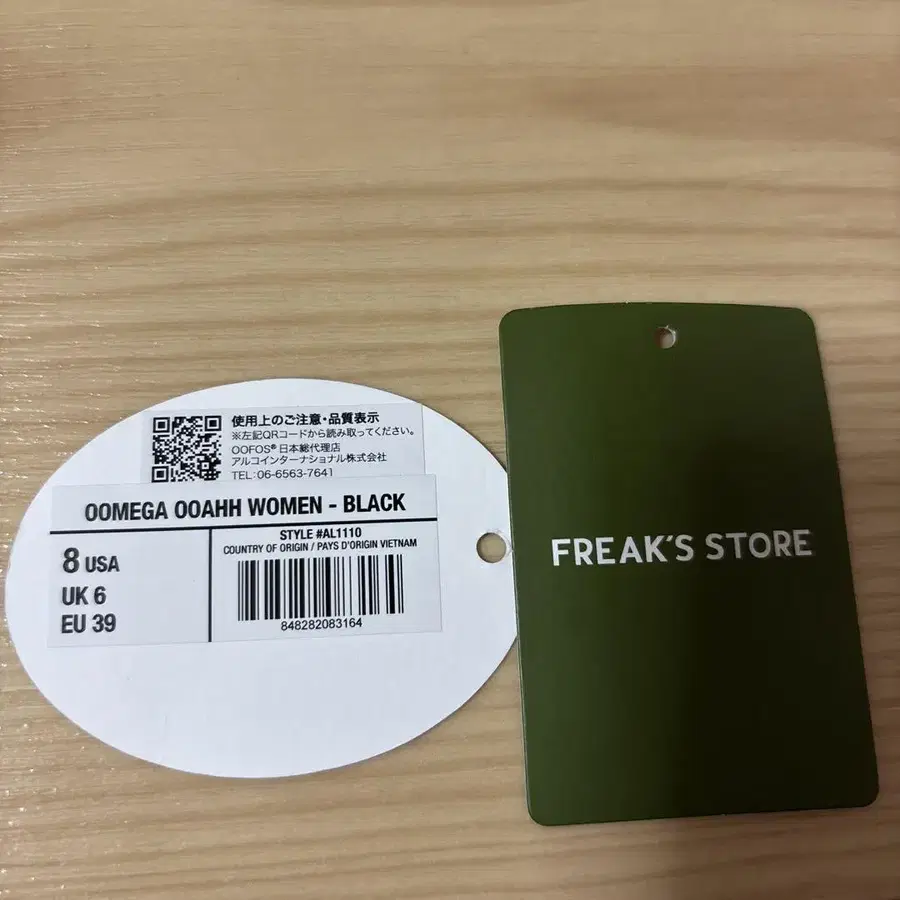 使用上のご注意・品質表示
※左記QRコードから読み取ってください。
OOFOS® 日本総代理店
アルコインターナショナル株式会社
TEL:06-6563-7641
OOMEGA OOAHH WOMEN - BLACK
8 USA
UK 6
EU 39
STYLE #AL1110
COUNTRY OF ORIGIN / PAYS D'ORIGIN VIETNAM
848282083164
FREAK'S STORE